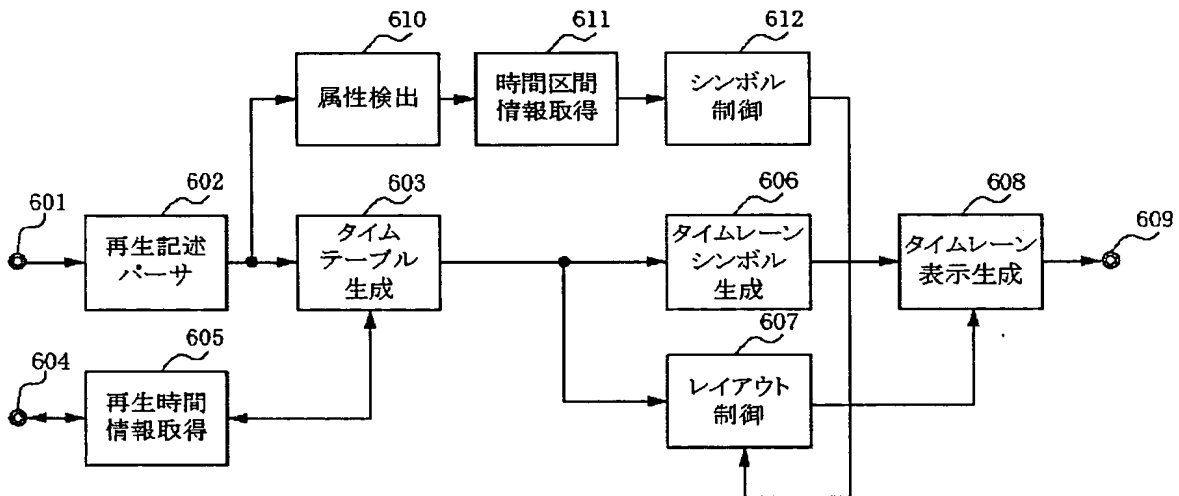 610
611
612
属性検出
時間区間
情報取得
シンボル
制御
601
602
603
606
608
609
再生記述
パーサ
タイム
テーブル
生成
タイムレーン
シンボル
生成
タイムレーン
表示生成
604
605
607
再生時間
情報取得
レイアウト
制御